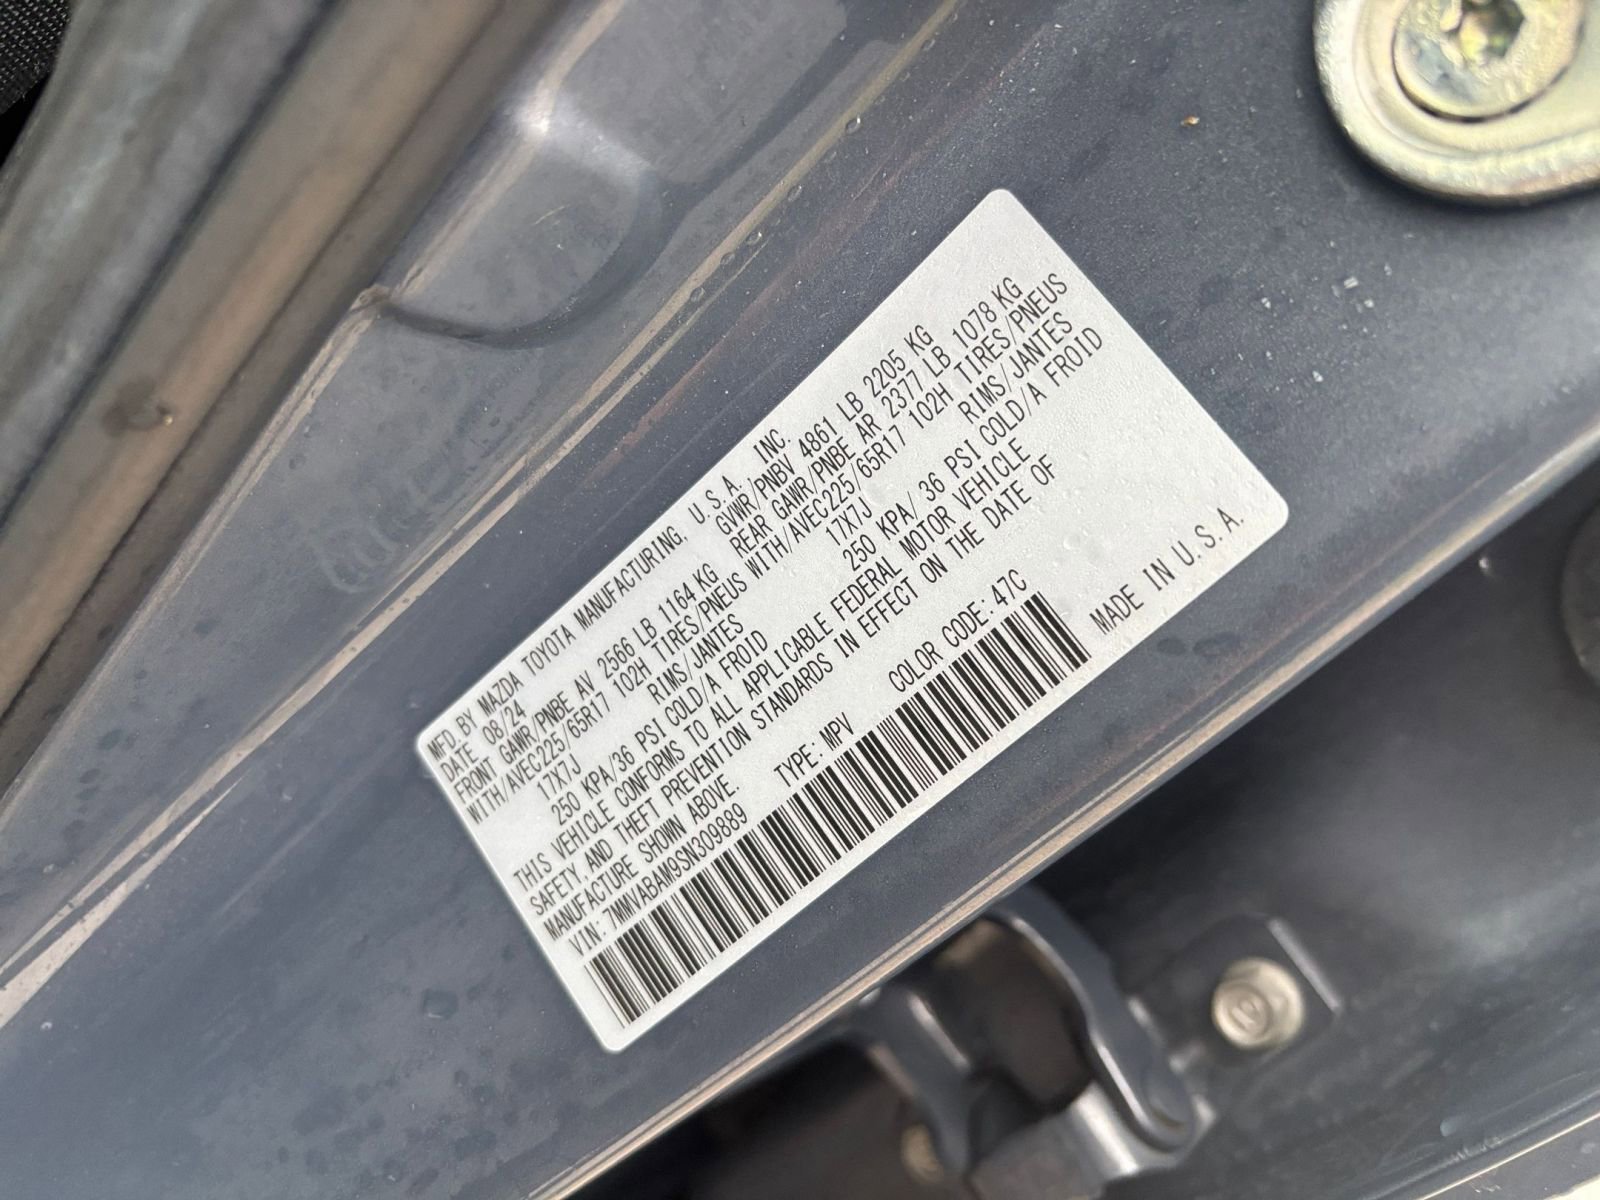 MFD. BY MAZDA TOYOTA MANUFACTURING, U.S.A. INC.
DATE: 08/24 GVWR/PNBV 4861 LB 2205 KG
FRONT GAWR/PNBE AV 2566 LB 1164 KG REAR GAWR/PNBE AR 2377 LB 1078 KG
WITH/AVEC225/65R17 102H TIRES/PNEUS WITH/AVEC225/65R17 102H TIRES/PNEUS
17X7J RIMS/JANTES 17X7J RIMS/JANTES
250 KPA/36 PSI COLD/A FROID 250 KPA/ 36 PSI COLD/A FROID
THIS VEHICLE CONFORMS TO ALL APPLICABLE FEDERAL MOTOR VEHICLE
SAFETY AND THEFT PREVENTION STANDARDS IN EFFECT ON THE DATE OF
MANUFACTURE SHOWN ABOVE.
VIN: 7MMVABAM9SN309889 TYPE: MPV COLOR CODE: 47C
MADE IN U.S.A.